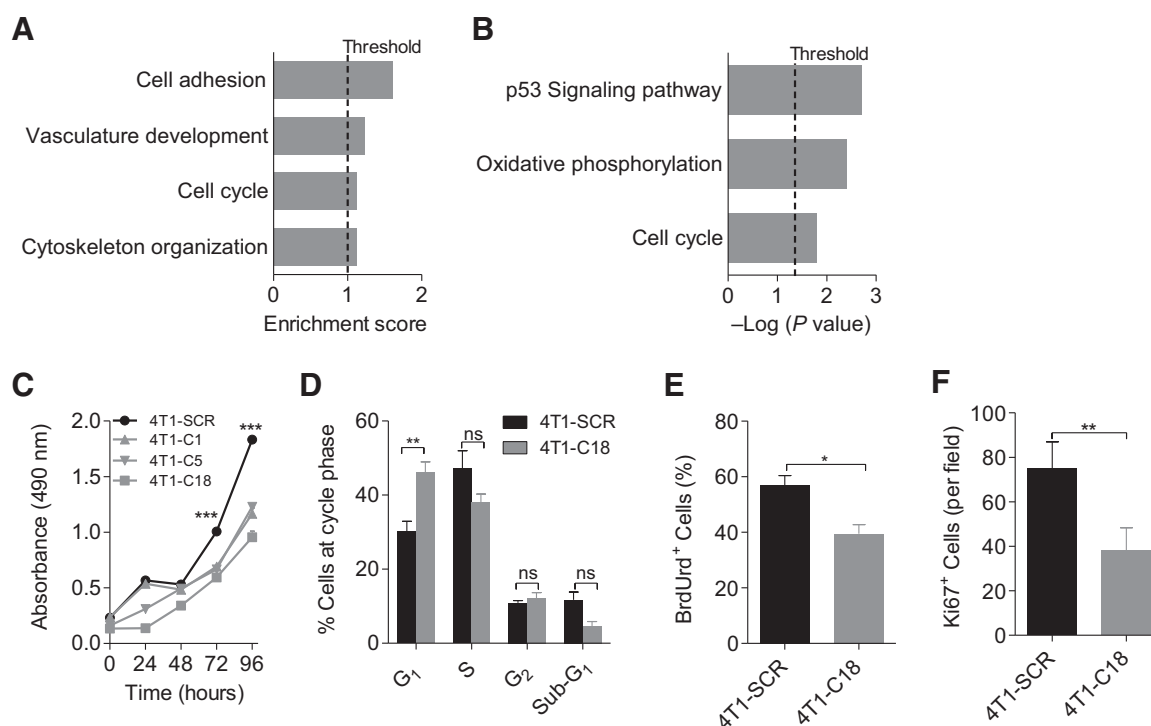 A
Threshold
Cell adhesion
Vasculature development
Cell cycle
Cytoskeleton organization
0 1 2
Enrichment score
B
Threshold
p53 Signaling pathway
Oxidative phosphorylation
Cell cycle
0 1 2 3
–Log (P value)
C
2.0
1.5
1.0
0.5
0.0
Absorbance (490 nm)
4T1-SCR
4T1-C1
4T1-C5
4T1-C18
***
***
0 24 48 72 96
Time (hours)
D
60
40
20
0
% Cells at cycle phase
4T1-SCR
4T1-C18
**
ns
ns
ns
G1
S
G2
Sub-G1
E
80
60
40
20
0
BrdUrd+ Cells (%)
*
4T1-SCR
4T1-C18
F
100
80
60
40
20
0
Ki67+ Cells (per field)
**
4T1-SCR
4T1-C18